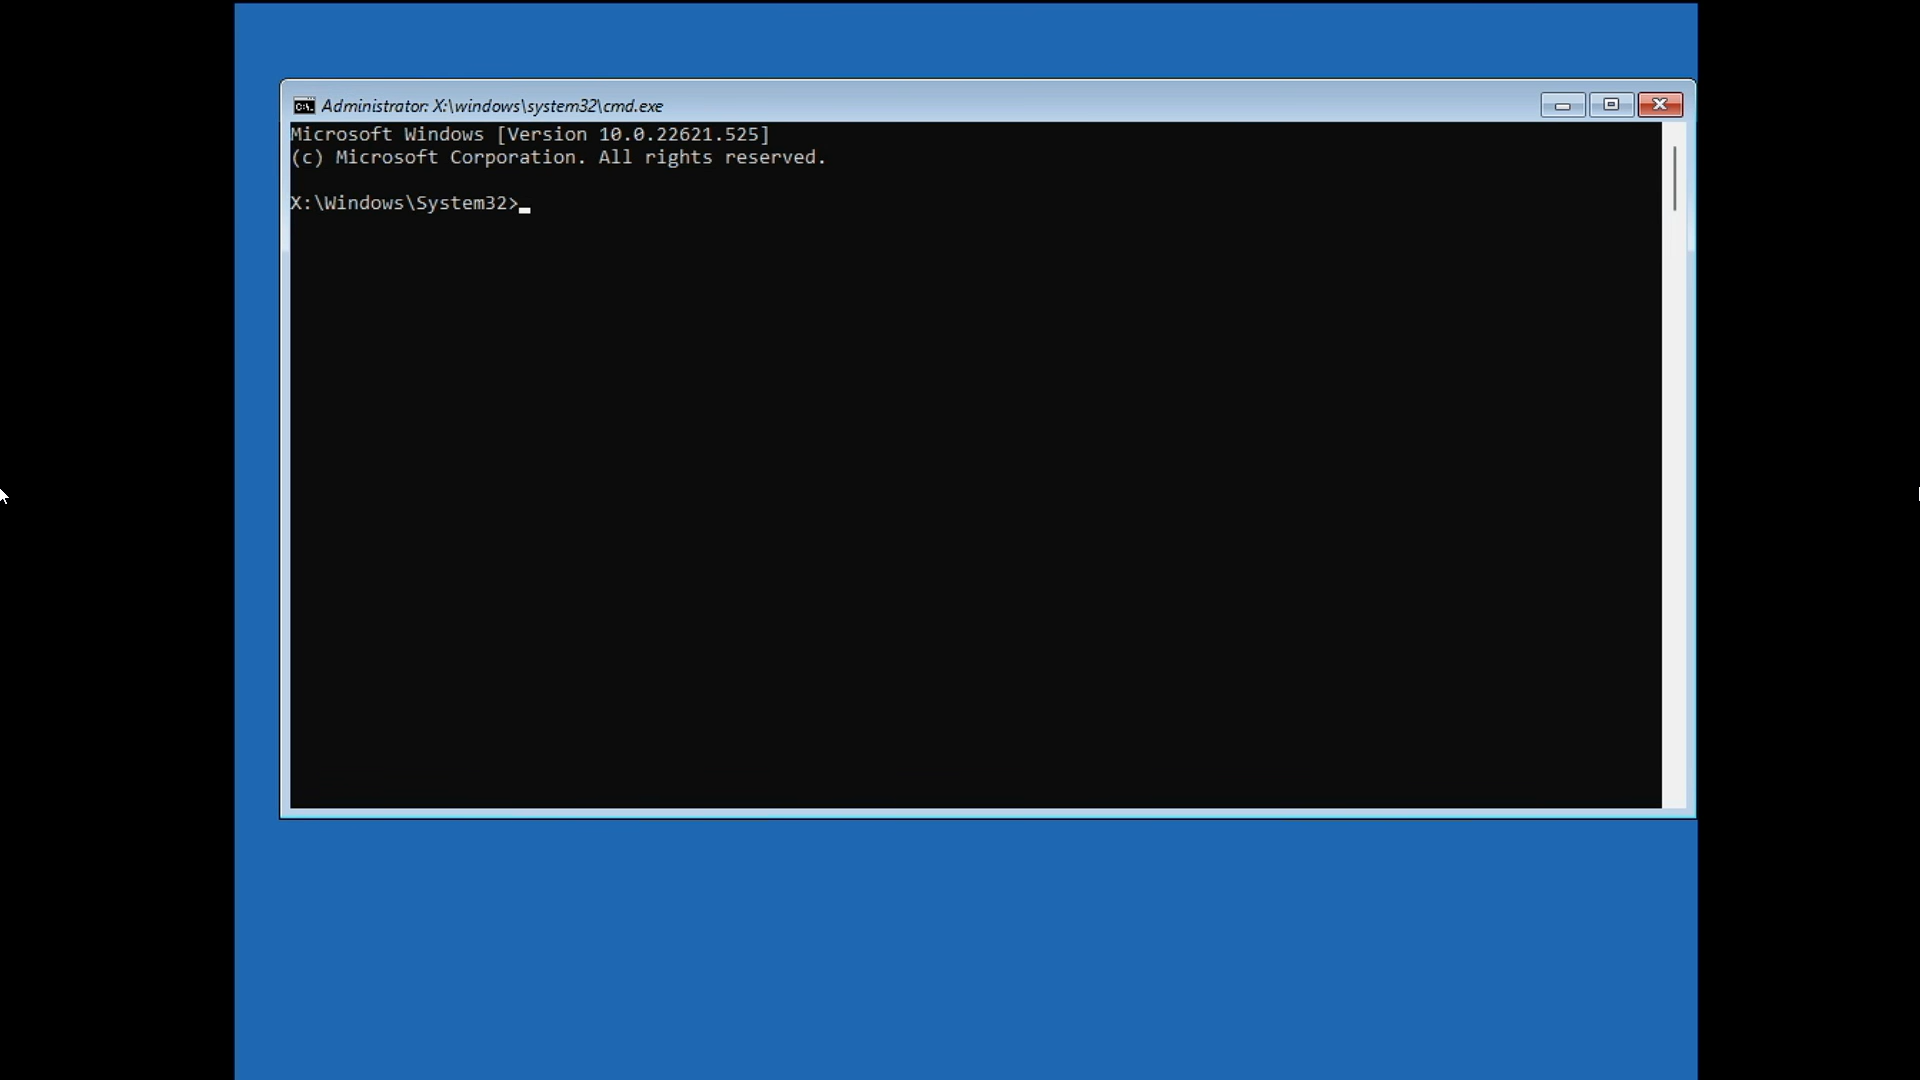 Administrator: X:\windows\system32\cmd.exe
Microsoft Windows [Version 10.0.22621.525]
(c) Microsoft Corporation. All rights reserved.
X:\Windows\System32>